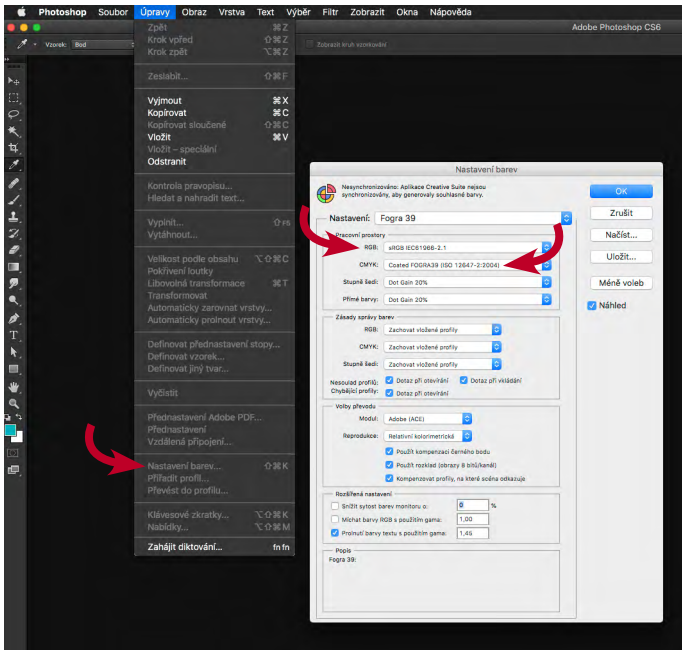 Photoshop Soubor Úpravy Obraz Vrstva Text Výběr Filtr Zobrazit Okna Nápověda
Adobe Photoshop CS6
Vzorek: Bod
Zobrazit kruh vzorkování
Zpět ⌘Z
Krok vpřed ⇧⌘Z
Krok zpět ⌥⌘Z
Zeslabit... ⇧⌘F
Vyjmout ⌘X
Kopírovat ⌘C
Kopírovat sloučené ⇧⌘C
Vložit ⌘V
Vložit – speciální
Odstranit
Kontrola pravopisu...
Hledat a nahradit text...
Vyplnit... ⇧F5
Vytáhnout...
Velikost podle obsahu ⌥⇧⌘C
Pokřivení loutky
Libovolná transformace ⌘T
Transformovat
Automaticky zarovnat vrstvy...
Automaticky prolnout vrstvy...
Definovat přednastavení stopy...
Definovat vzorek...
Definovat jiný tvar...
Vyčistit
Přednastavení Adobe PDF...
Přednastavení
Vzdálená připojení...
Nastavení barev... ⇧⌘K
Přiřadit profil...
Převést do profilu...
Klávesové zkratky... ⌥⇧⌘K
Nabídky... ⌥⇧⌘M
Zahájit diktování... fn fn
Nastavení barev
Nesynchronizováno: Aplikace Creative Suite nejsou
synchronizovány, aby generovaly souhlasné barvy.
Nastavení: Fogra 39
Pracovní prostory
RGB: sRGB IEC61966-2.1
CMYK: Coated FOGRA39 (ISO 12647-2:2004)
Stupně šedi: Dot Gain 20%
Přímé barvy: Dot Gain 20%
Zásady správy barev
RGB: Zachovat vložené profily
CMYK: Zachovat vložené profily
Stupně šedi: Zachovat vložené profily
Nesoulad profilů: Dotaz při otevírání Dotaz při vkládání
Chybějící profily: Dotaz při otevírání
Volby převodu
Modul: Adobe (ACE)
Reprodukce: Relativní kolorimetrická
Použít kompenzaci černého bodu
Použít rozklad (obrazy 8 bitů/kanál)
Kompenzovat profily, na které scéna odkazuje
Rozšířená nastavení
Snížit sytost barev monitoru o: %
Míchat barvy RGB s použitím gama: 1,00
Prolnutí barvy textu s použitím gama: 1,45
Popis
Fogra 39:
OK
Zrušit
Načíst...
Uložit...
Méně voleb
Náhled